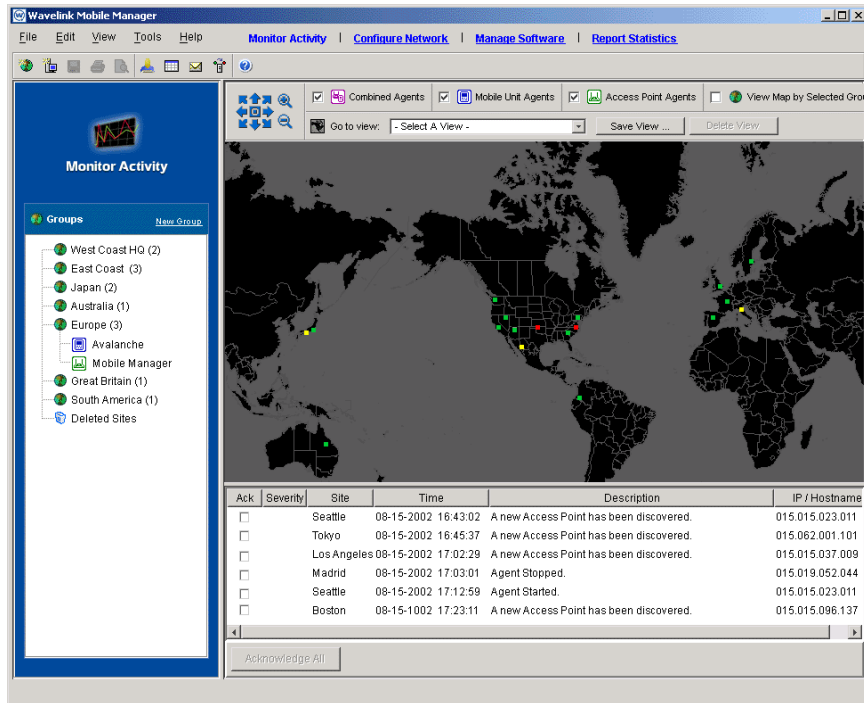 Wavelink Mobile Manager
File Edit View Tools Help Monitor Activity | Configure Network | Manage Software | Report Statistics
Combined Agents Mobile Unit Agents Access Point Agents View Map by Selected Grou
Go to view: - Select A View - Save View ... Delete View
Monitor Activity
Groups New Group
West Coast HQ (2)
East Coast (3)
Japan (2)
Australia (1)
Europe (3)
Avalanche
Mobile Manager
Great Britain (1)
South America (1)
Deleted Sites
Ack Severity Site Time Description IP / Hostname
Seattle 08-15-2002 16:43:02 A new Access Point has been discovered. 015.015.023.011
Tokyo 08-15-2002 16:45:37 A new Access Point has been discovered. 015.062.001.101
Los Angeles 08-15-2002 17:02:29 A new Access Point has been discovered. 015.015.037.009
Madrid 08-15-2002 17:03:01 Agent Stopped. 015.019.052.044
Seattle 08-15-2002 17:12:59 Agent Started. 015.015.023.011
Boston 08-15-1002 17:23:11 A new Access Point has been discovered. 015.015.096.137
Acknowledge All